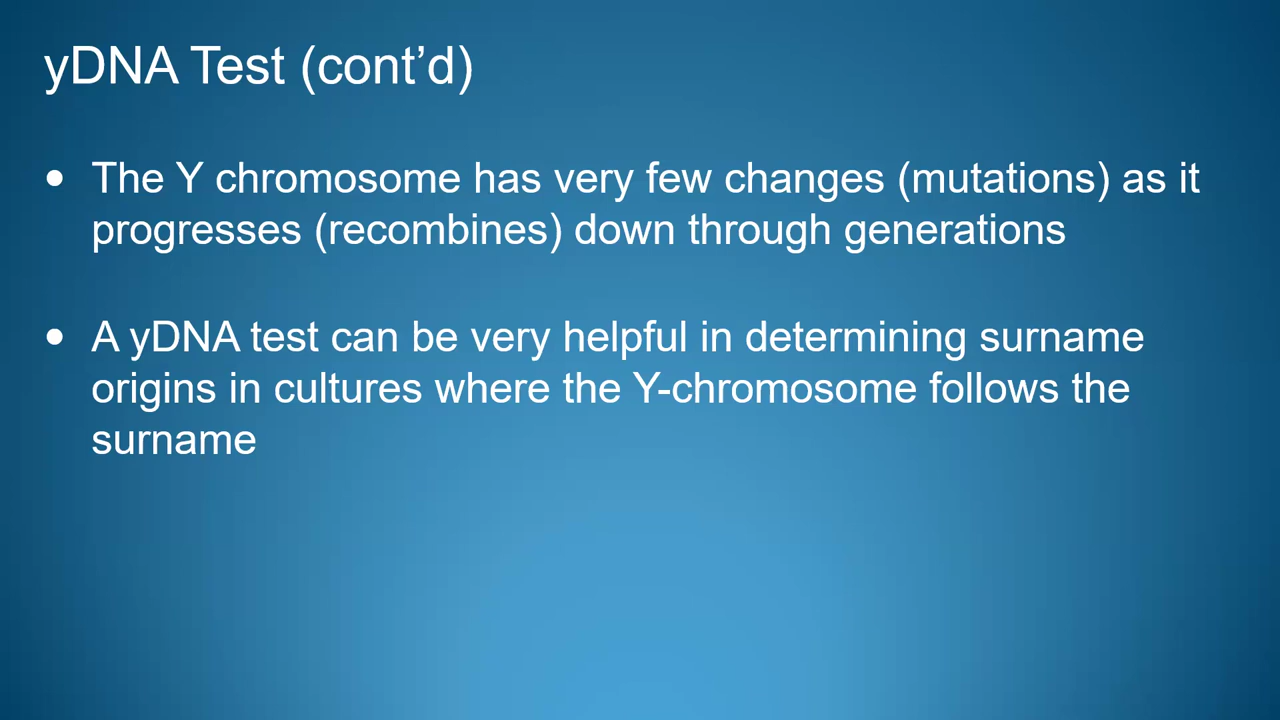 yDNA Test (cont’d)
• The Y chromosome has very few changes (mutations) as it
progresses (recombines) down through generations
• A yDNA test can be very helpful in determining surname
origins in cultures where the Y-chromosome follows the
surname